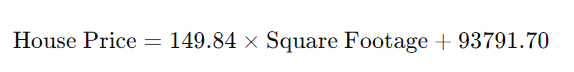 House Price = 149.84 × Square Footage + 93791.70